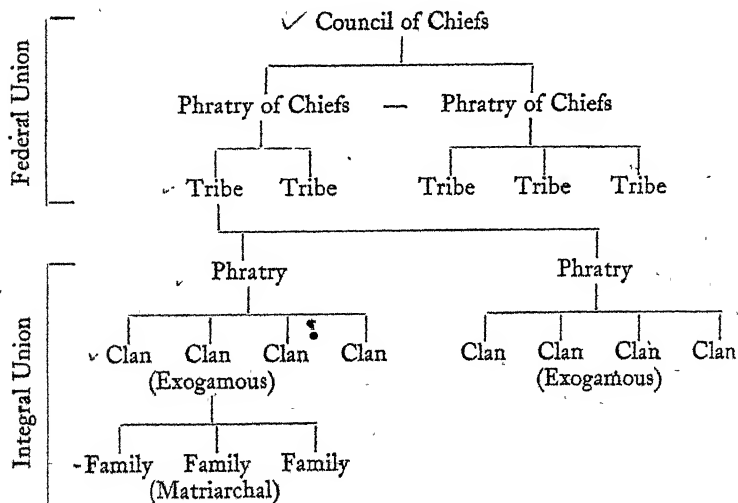 Council of Chiefs
Phratry of Chiefs — Phratry of Chiefs
Federal Union
Tribe Tribe Tribe Tribe Tribe
Phratry Phratry
Integral Union
Clan Clan Clan Clan Clan Clan Clan Clan
(Exogamous) (Exogamous)
Family Family Family
(Matriarchal)